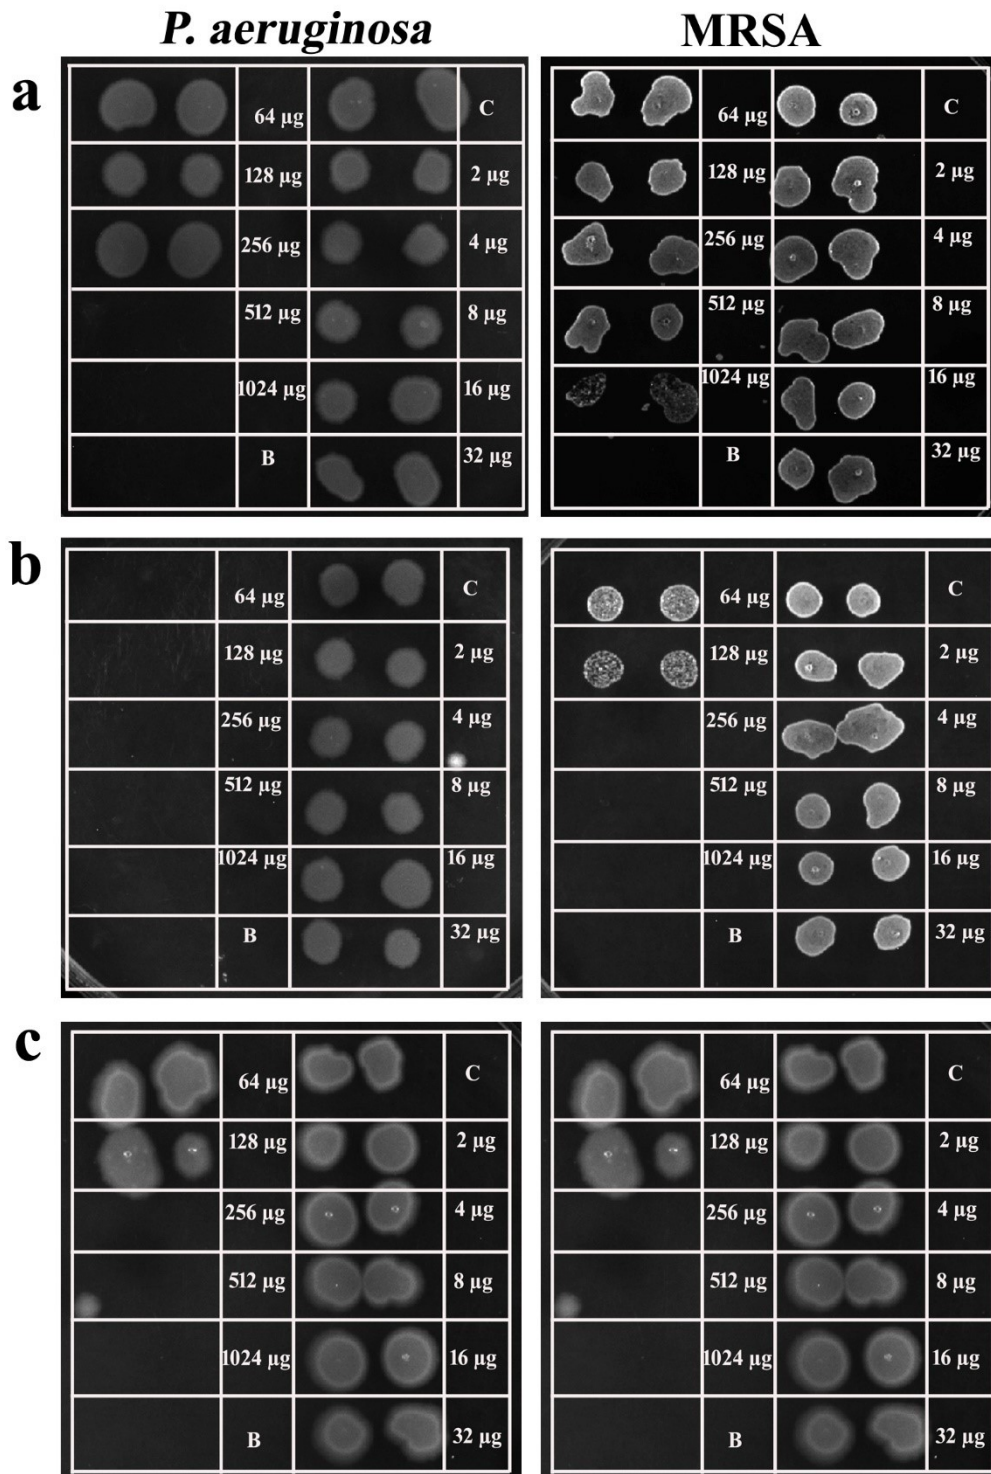 P. aeruginosa MRSA
a
64 µg C 64 µg C
128 µg 2 µg 128 µg 2 µg
256 µg 4 µg 256 µg 4 µg
512 µg 8 µg 512 µg 8 µg
1024 µg 16 µg 1024 µg 16 µg
B 32 µg B 32 µg
b
64 µg C 64 µg C
128 µg 2 µg 128 µg 2 µg
256 µg 4 µg 256 µg 4 µg
512 µg 8 µg 512 µg 8 µg
1024 µg 16 µg 1024 µg 16 µg
B 32 µg B 32 µg
c
64 µg C 64 µg C
128 µg 2 µg 128 µg 2 µg
256 µg 4 µg 256 µg 4 µg
512 µg 8 µg 512 µg 8 µg
1024 µg 16 µg 1024 µg 16 µg
B 32 µg B 32 µg